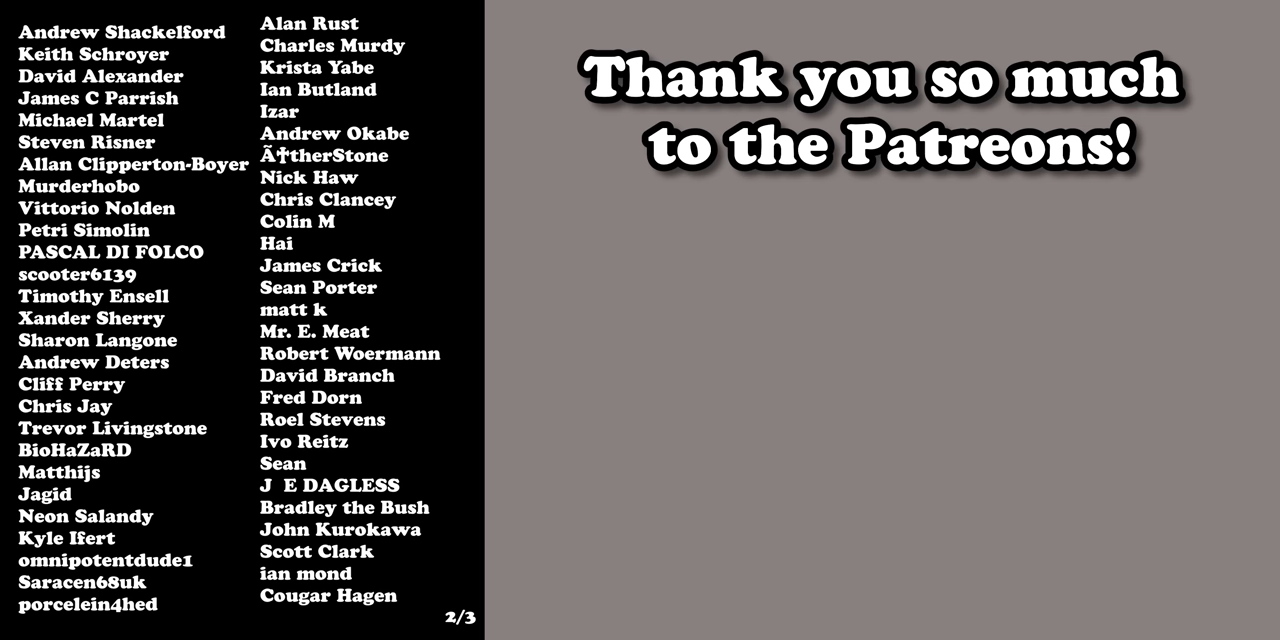 Andrew Shackelford
Keith Schroyer
David Alexander
James C Parrish
Michael Martel
Steven Risner
Allan Clipperton-Boyer
Murderhobo
Vittorio Nolden
Petri Simolin
PASCAL DI FOLCO
scooter6139
Timothy Ensell
Xander Sherry
Sharon Langone
Andrew Deters
Cliff Perry
Chris Jay
Trevor Livingstone
BioHaZaRD
Matthijs
Jagid
Neon Salandy
Kyle Ifert
omnipotentdude1
Saracen68uk
porcelein4hed
Alan Rust
Charles Murdy
Krista Yabe
Ian Butland
Izar
Andrew Okabe
Ã†therStone
Nick Haw
Chris Clancey
Colin M
Hai
James Crick
Sean Porter
matt k
Mr. E. Meat
Robert Woermann
David Branch
Fred Dorn
Roel Stevens
Ivo Reitz
Sean
J  E DAGLESS
Bradley the Bush
John Kurokawa
Scott Clark
ian mond
Cougar Hagen
2/3
Thank you so much
to the Patreons!